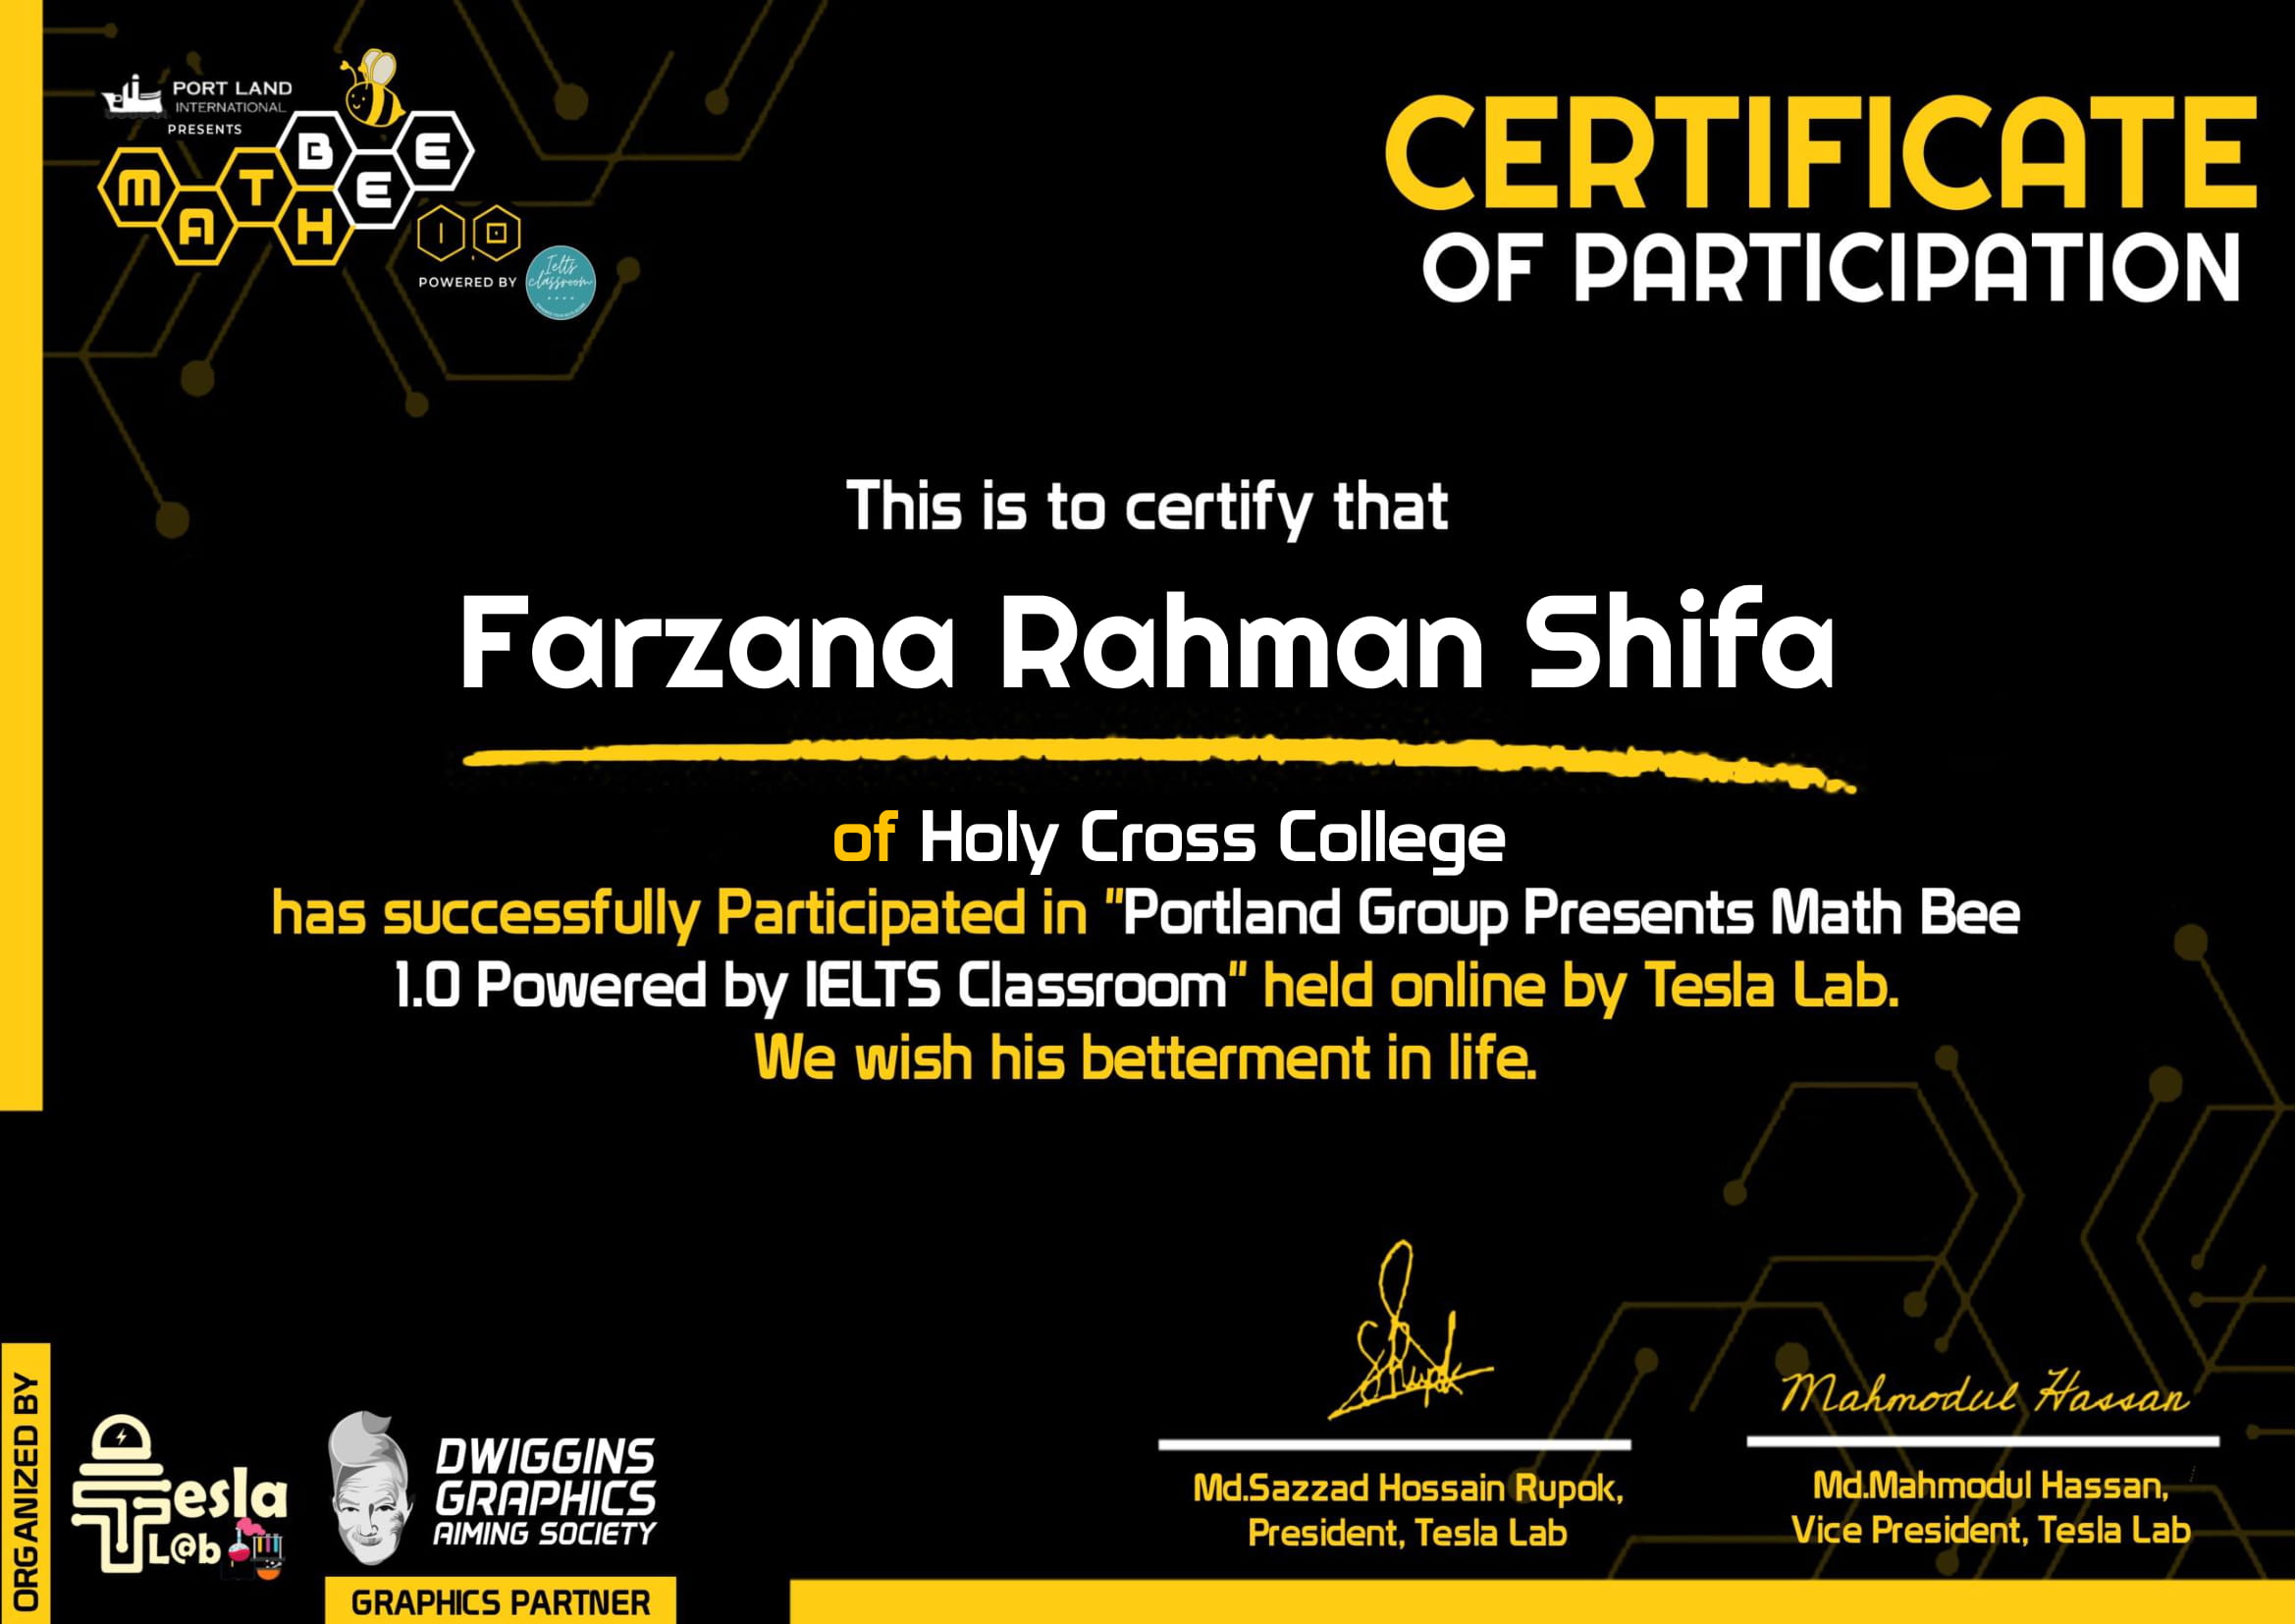 PORT LAND
INTERNATIONAL
PRESENTS
MATH BEE
1.0
POWERED BY
Ielts
classroom
CERTIFICATE
OF PARTICIPATION
This is to certify that
Farzana Rahman Shifa
of Holy Cross College
has successfully Participated in "Portland Group Presents Math Bee
1.0 Powered by IELTS Classroom" held online by Tesla Lab.
We wish his betterment in life.
ORGANIZED BY
Tesla
L@b
DWIGGINS
GRAPHICS
AIMING SOCIETY
GRAPHICS PARTNER
Rupok
Md.Sazzad Hossain Rupok,
President, Tesla Lab
Mahmodul Hassan
Md.Mahmodul Hassan,
Vice President, Tesla Lab